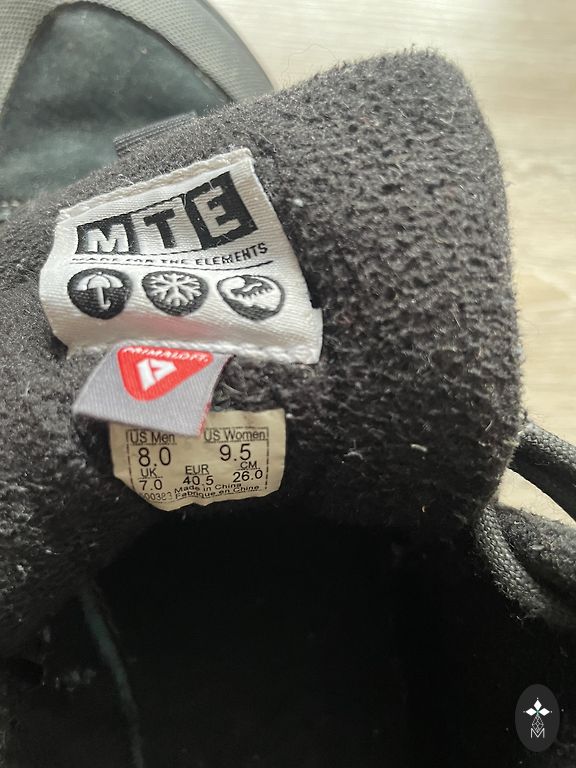 MTE
MADE FOR THE ELEMENTS
PRIMALOFT
US Men US Women
8.0 9.5
UK EUR CM
7.0 40.5 26.0
Made in China
Fabriqué en Chine
M